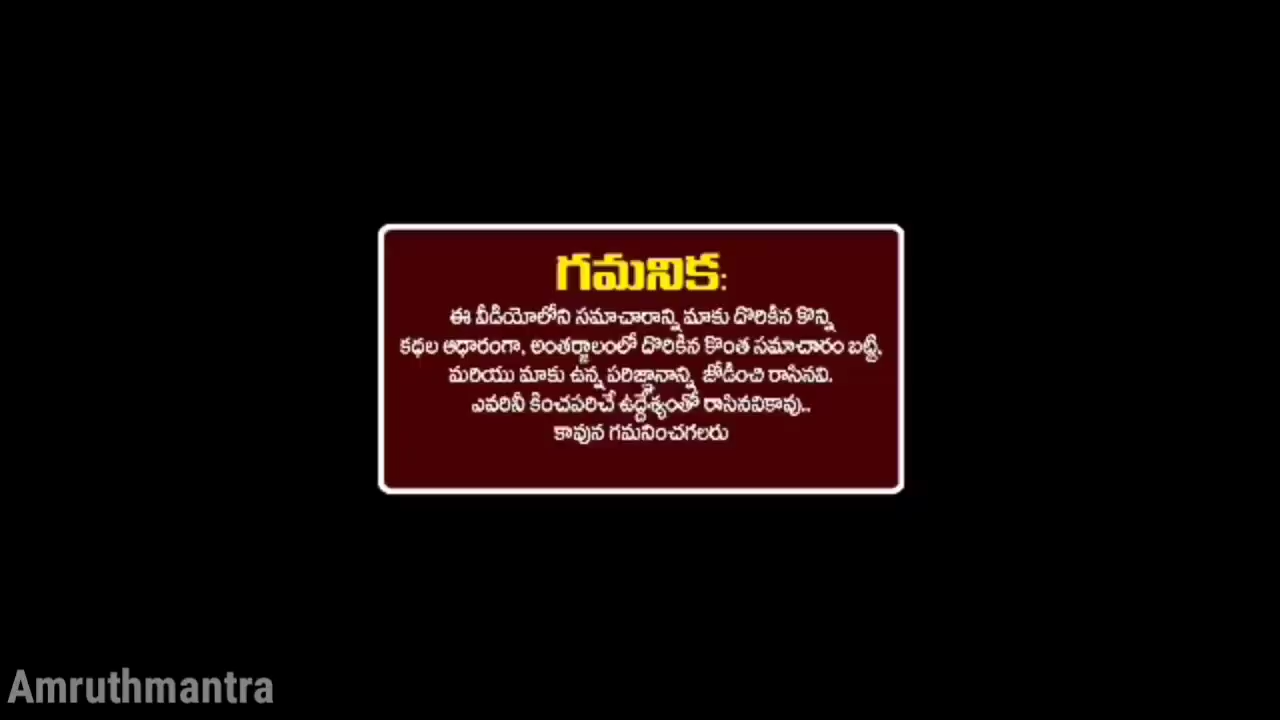 గమనిక:
ఈ వీడియోలోని సమాచారాన్ని మాకు దొరికిన కొన్ని
కథల ఆధారంగా, అంతర్జాలంలో దొరికిన కొంత సమాచారం బట్టి,
మరియు మాకు ఉన్న పరిజ్ఞానాన్ని జోడించి రాసినవి.
ఎవరినీ కించపరిచే ఉద్దేశ్యంతో రాసినవికావు..
కావున గమనించగలరు
Amruthmantra